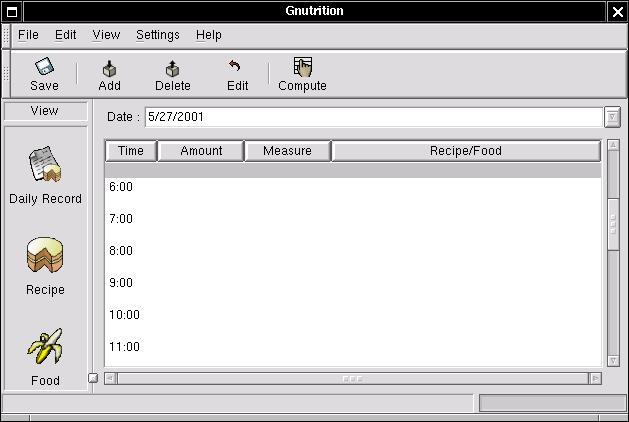 Gnutrition
File Edit View Settings Help
Save Add Delete Edit Compute
View
Date : 5/27/2001
Time Amount Measure Recipe/Food
6:00
7:00
8:00
9:00
10:00
11:00
Daily Record
Recipe
Food